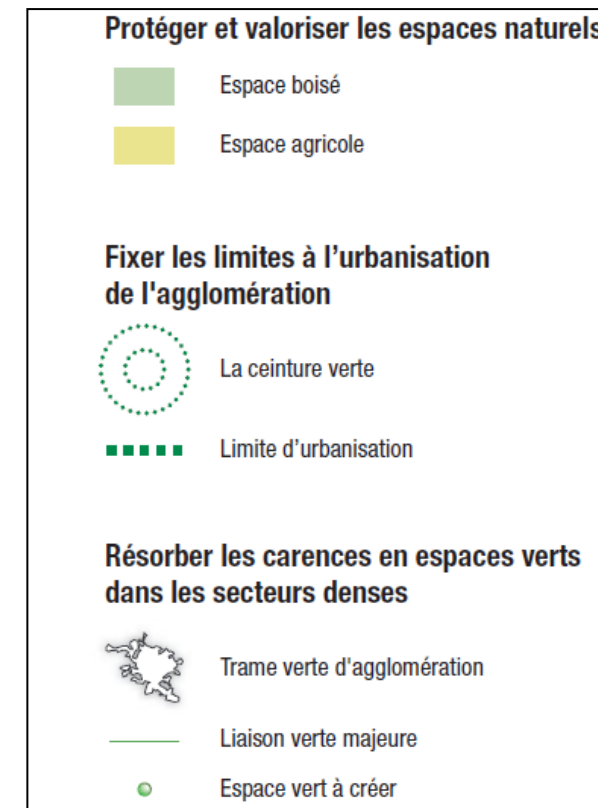 Protéger et valoriser les espaces naturels
Espace boisé
Espace agricole
Fixer les limites à l’urbanisation
de l'agglomération
La ceinture verte
Limite d’urbanisation
Résorber les carences en espaces verts
dans les secteurs denses
Trame verte d'agglomération
Liaison verte majeure
Espace vert à créer